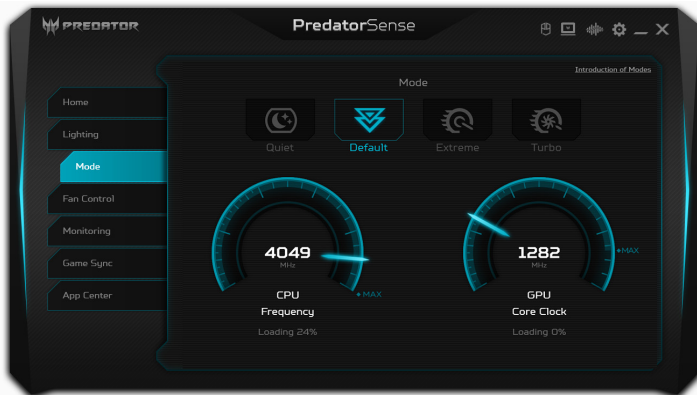 PREDATOR
PredatorSense
Introduction of Modes
Mode
Home
Lighting
Mode
Fan Control
Monitoring
Game Sync
App Center
Quiet
Default
Extreme
Turbo
4049
MHz
MAX
CPU
Frequency
Loading 24%
1282
MHz
MAX
GPU
Core Clock
Loading 0%